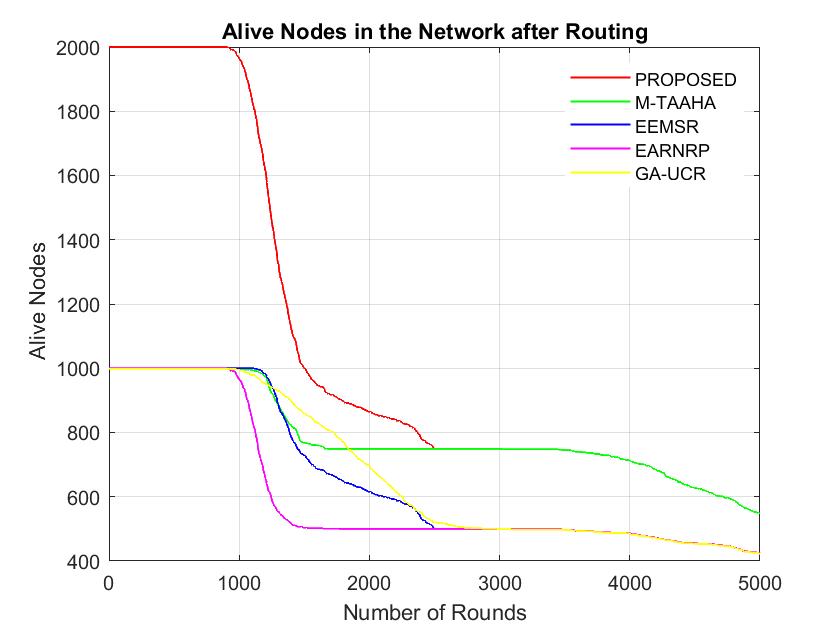 Alive Nodes in the Network after Routing
2000
1800
1600
1400
1200
1000
800
600
400
Alive Nodes
PROPOSED
M-TAAHA
EEMSR
EARNRP
GA-UCR
0 1000 2000 3000 4000 5000
Number of Rounds